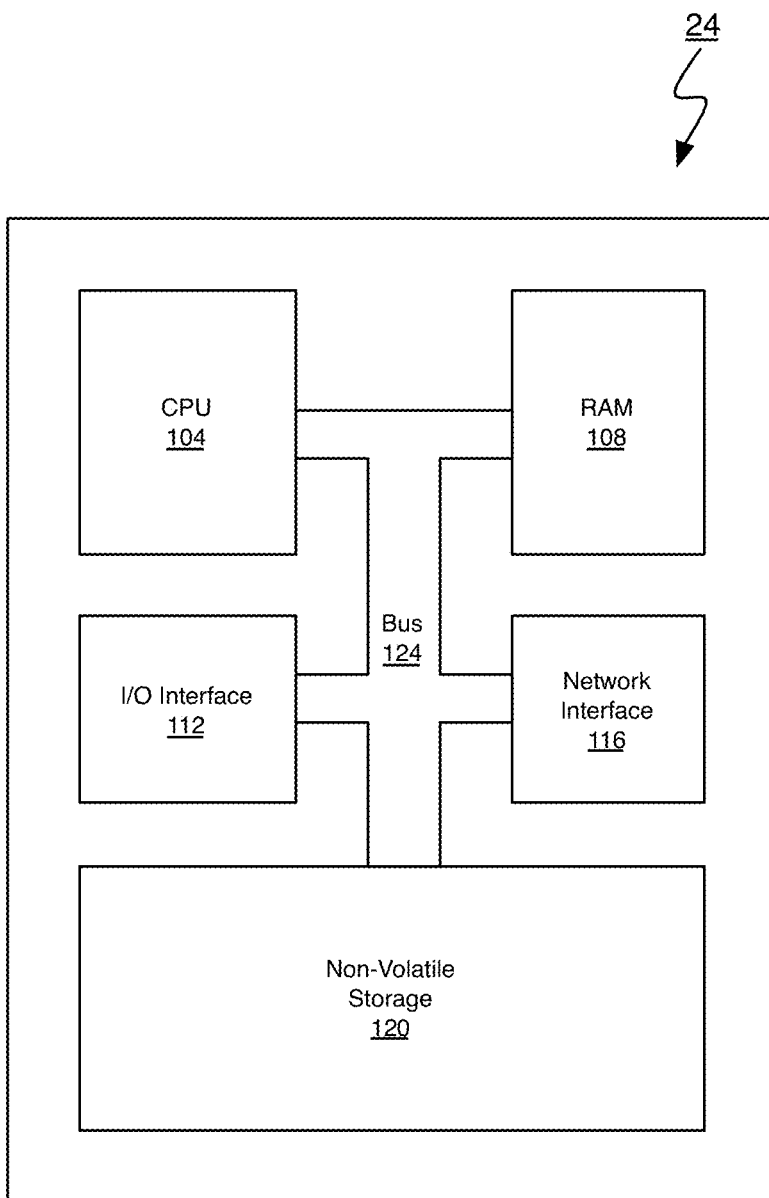 24
CPU
104
RAM
108
Bus
124
I/O Interface
112
Network
Interface
116
Non-Volatile
Storage
120